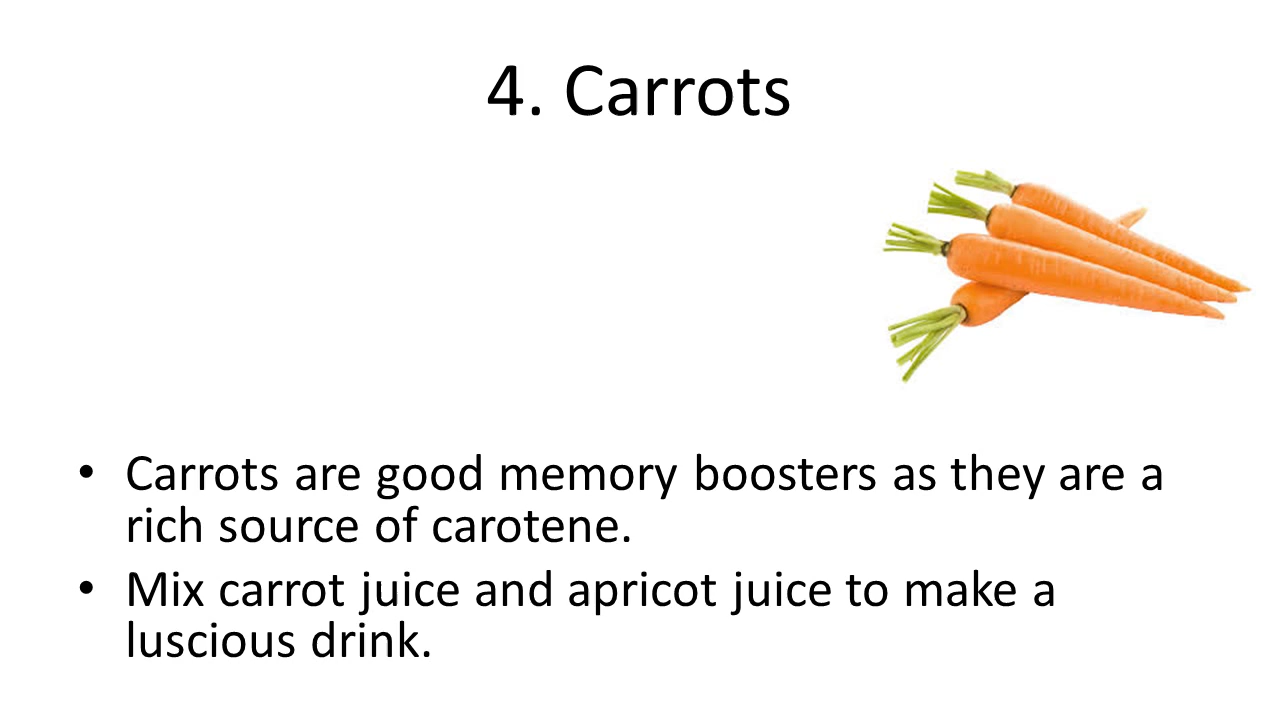 4. Carrots
• Carrots are good memory boosters as they are a
rich source of carotene.
• Mix carrot juice and apricot juice to make a
luscious drink.